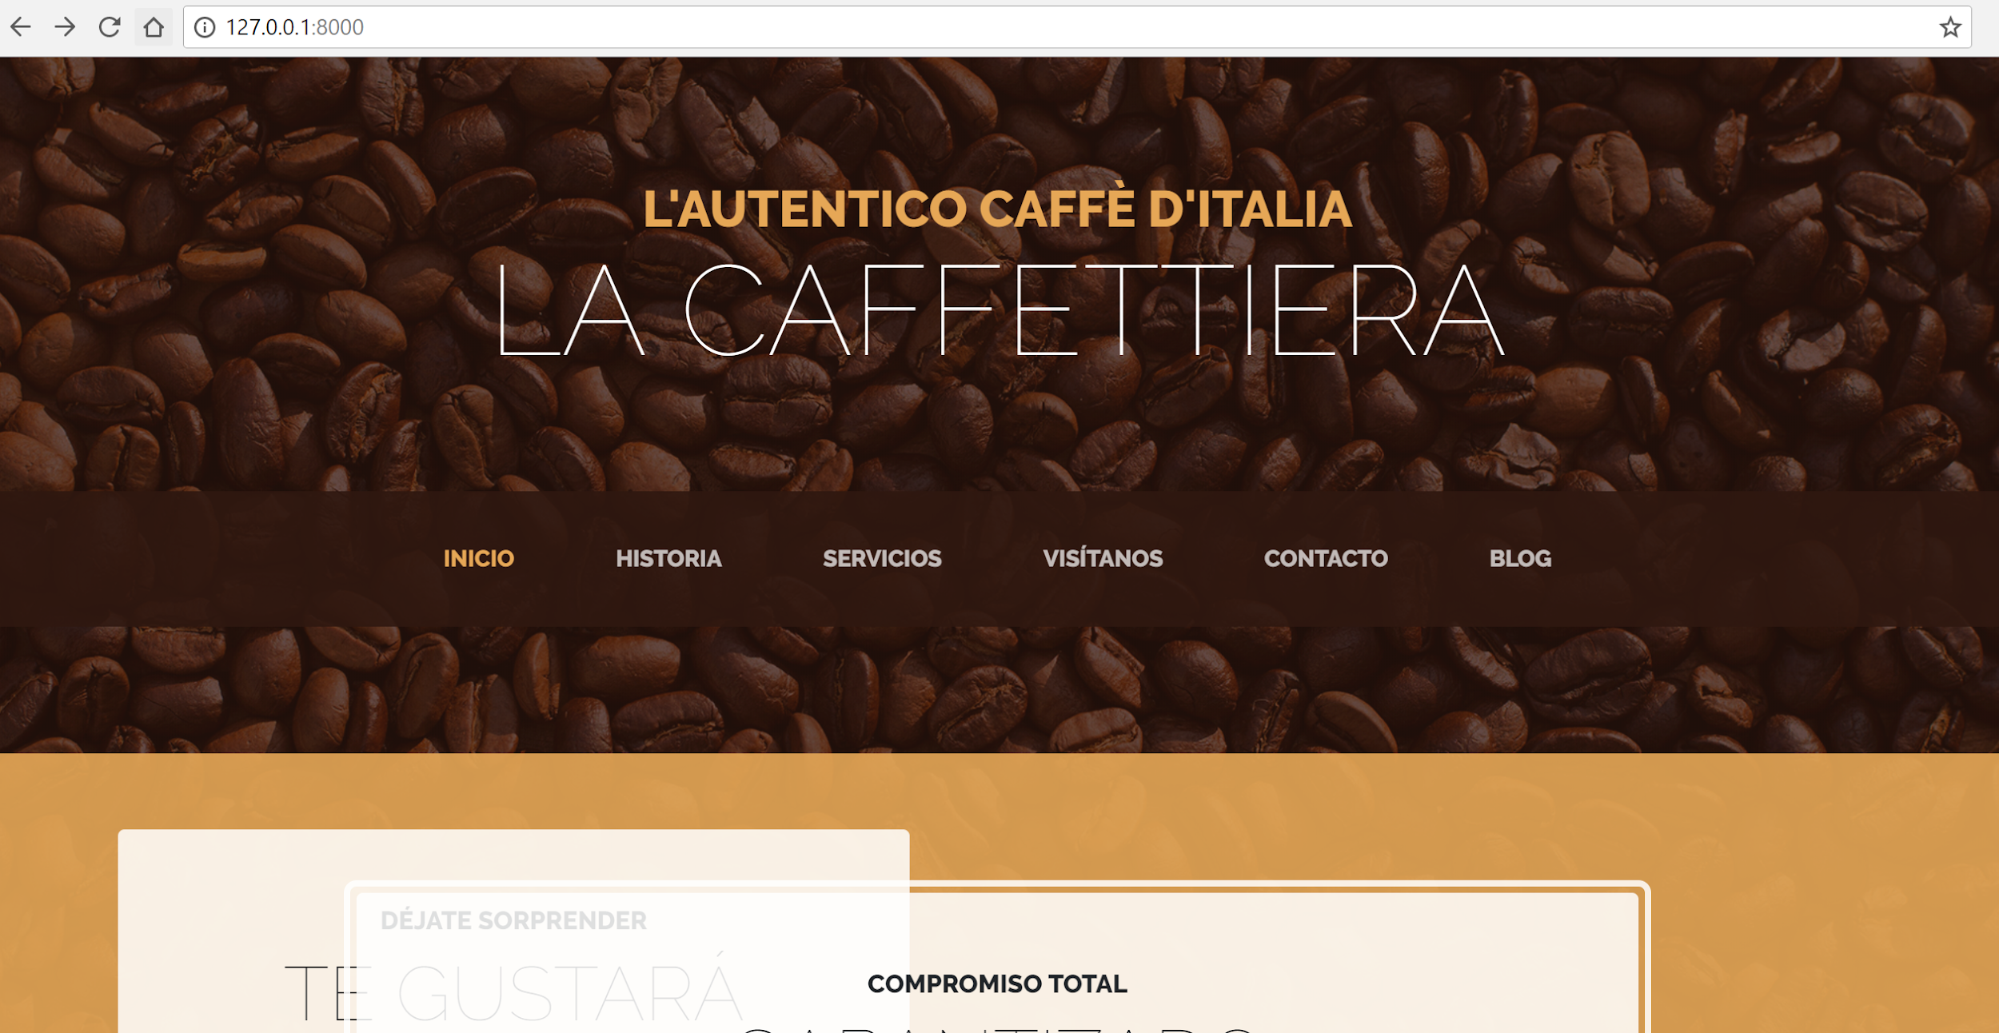 127.0.0.1:8000
L'AUTENTICO CAFFÈ D'ITALIA
LA CAFFETTIERA
INICIO HISTORIA SERVICIOS VISÍTANOS CONTACTO BLOG
DÉJATE SORPRENDER
TE GUSTARÁ
COMPROMISO TOTAL